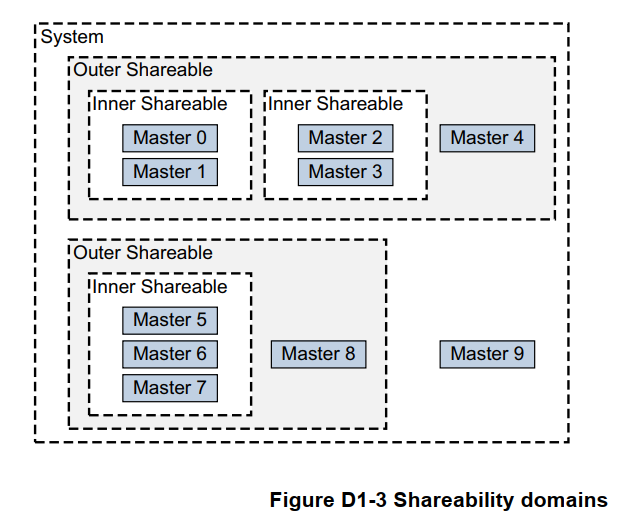 System
Outer Shareable
Inner Shareable
Master 0
Master 1
Inner Shareable
Master 2
Master 3
Master 4
Outer Shareable
Inner Shareable
Master 5
Master 6
Master 7
Master 8
Master 9
Figure D1-3 Shareability domains